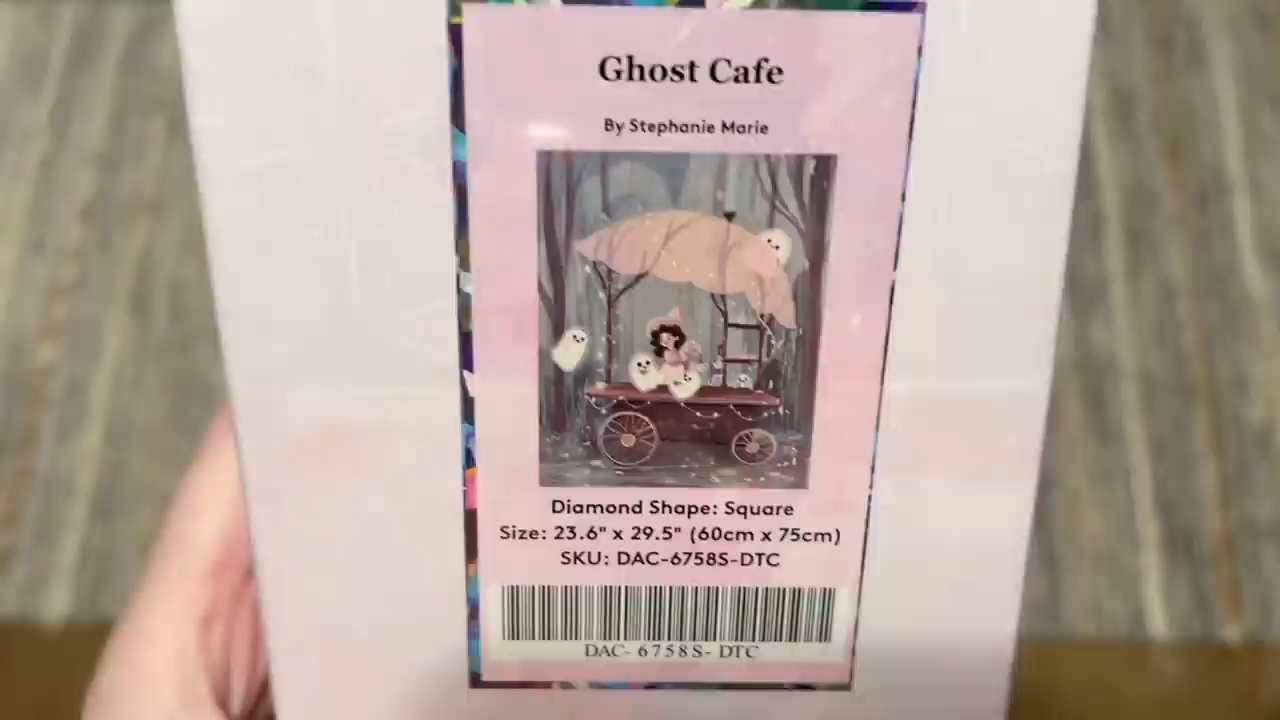 Ghost Cafe
By Stephanie Marie
Diamond Shape: Square
Size: 23.6" x 29.5" (60cm x 75cm)
SKU: DAC-6758S-DTC
DAC- 6758S- DTC